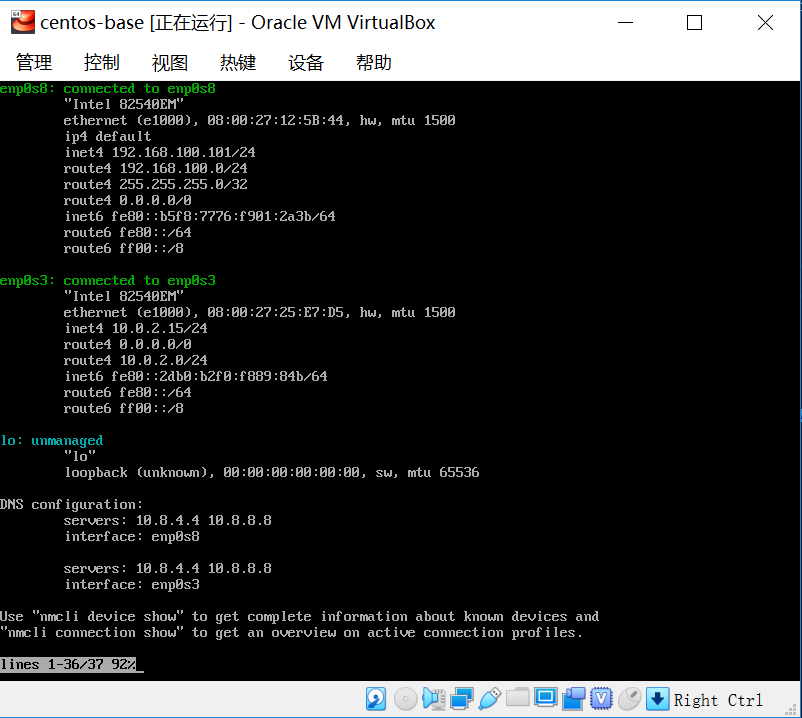 centos-base [正在运行] - Oracle VM VirtualBox
管理 控制 视图 热键 设备 帮助
enp0s8: connected to enp0s8
"Intel 82540EM"
ethernet (e1000), 08:00:27:12:5B:44, hw, mtu 1500
ip4 default
inet4 192.168.100.101/24
route4 192.168.100.0/24
route4 255.255.255.0/32
route4 0.0.0.0/0
inet6 fe80::b5f8:7776:f901:2a3b/64
route6 fe80::/64
route6 ff00::/8
enp0s3: connected to enp0s3
"Intel 82540EM"
ethernet (e1000), 08:00:27:25:E7:D5, hw, mtu 1500
inet4 10.0.2.15/24
route4 0.0.0.0/0
route4 10.0.2.0/24
inet6 fe80::2db0:b2f0:f889:84b/64
route6 fe80::/64
route6 ff00::/8
lo: unmanaged
"lo"
loopback (unknown), 00:00:00:00:00:00, sw, mtu 65536
DNS configuration:
servers: 10.8.4.4 10.8.8.8
interface: enp0s8
servers: 10.8.4.4 10.8.8.8
interface: enp0s3
Use "nmcli device show" to get complete information about known devices and
"nmcli connection show" to get an overview on active connection profiles.
lines 1-36/37 92%
Right Ctrl